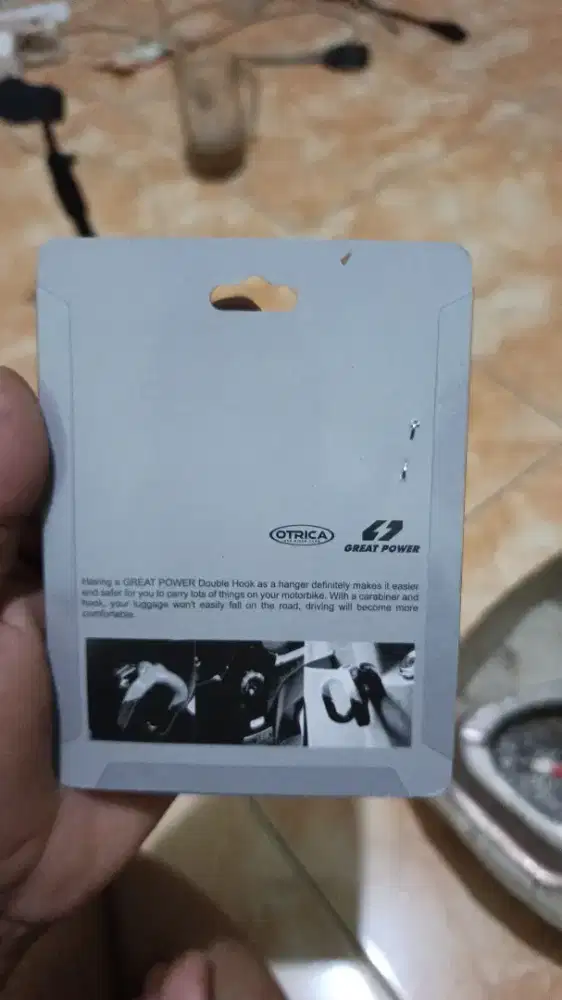 OTRICA
GREAT POWER
Having a GREAT POWER Double Hook as a hanger definitely makes it easier
and safer for you to parry lots of things on your motorbike. With a carabiner and
hook, your luggage won't easily fall on the road, driving will become more
comfortable.